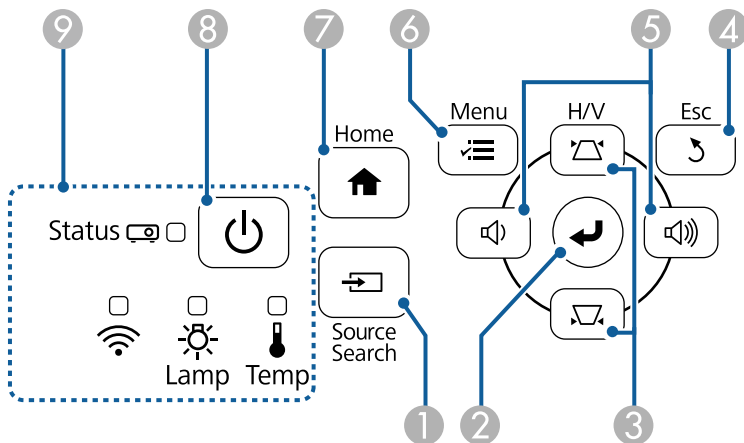 9 8 7 6 5 4
Menu H/V Esc
Home
Status
Source
Search
Lamp Temp
1 2 3